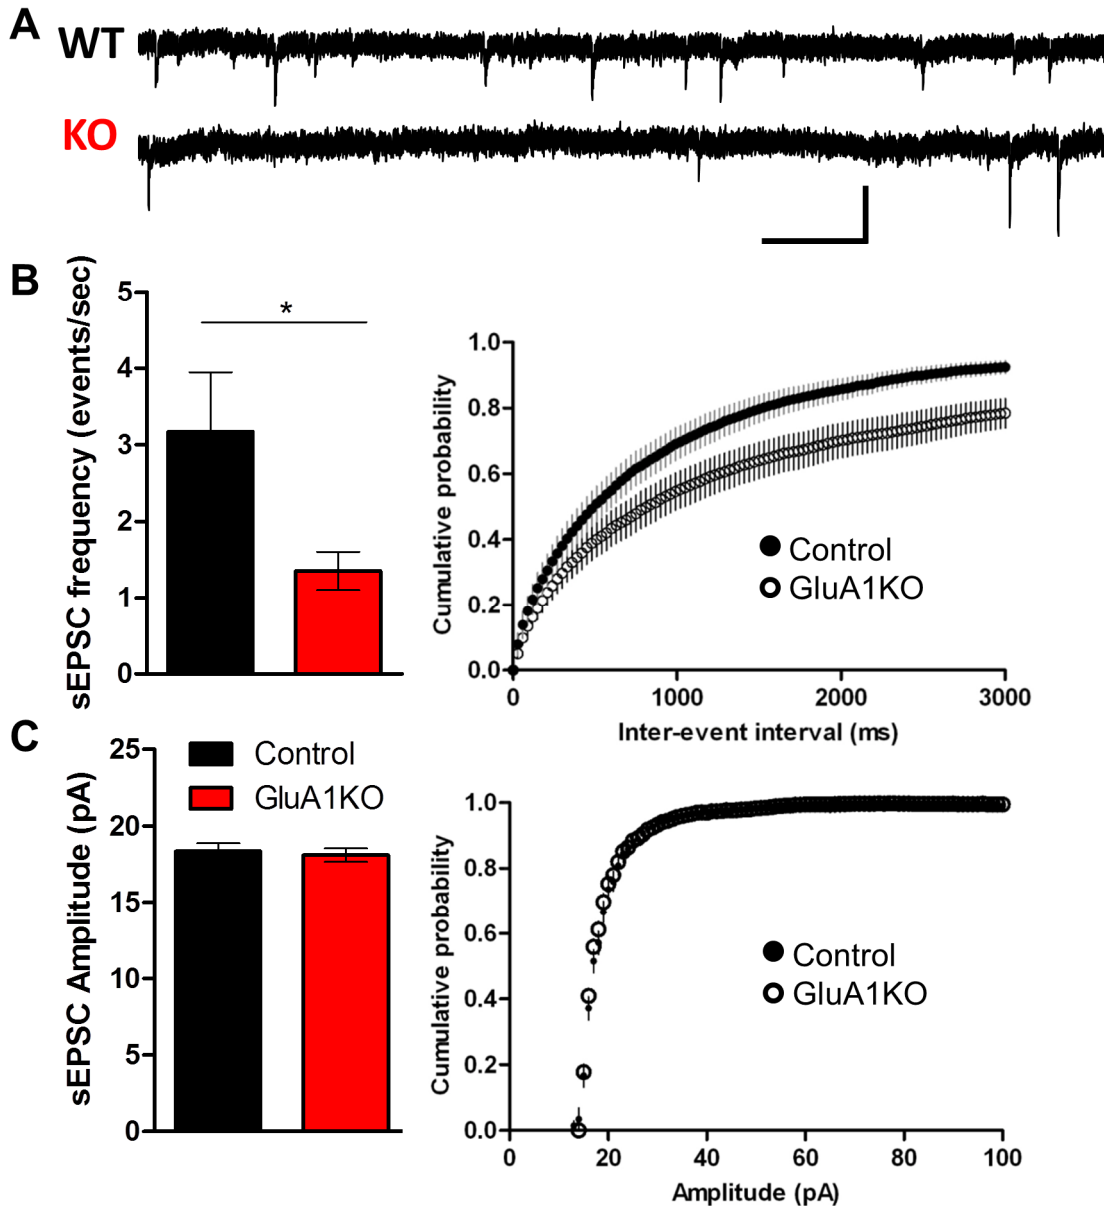 A
WT
KO
B
sEPSC frequency (events/sec)
5
4
3
2
1
0
*
Cumulative probability
1.0
0.8
0.6
0.4
0.2
0.0
Control
GluA1KO
0 1000 2000 3000
Inter-event interval (ms)
C
sEPSC Amplitude (pA)
25
20
15
10
5
0
Control
GluA1KO
Cumulative probability
1.0
0.8
0.6
0.4
0.2
0.0
Control
GluA1KO
0 20 40 60 80 100
Amplitude (pA)